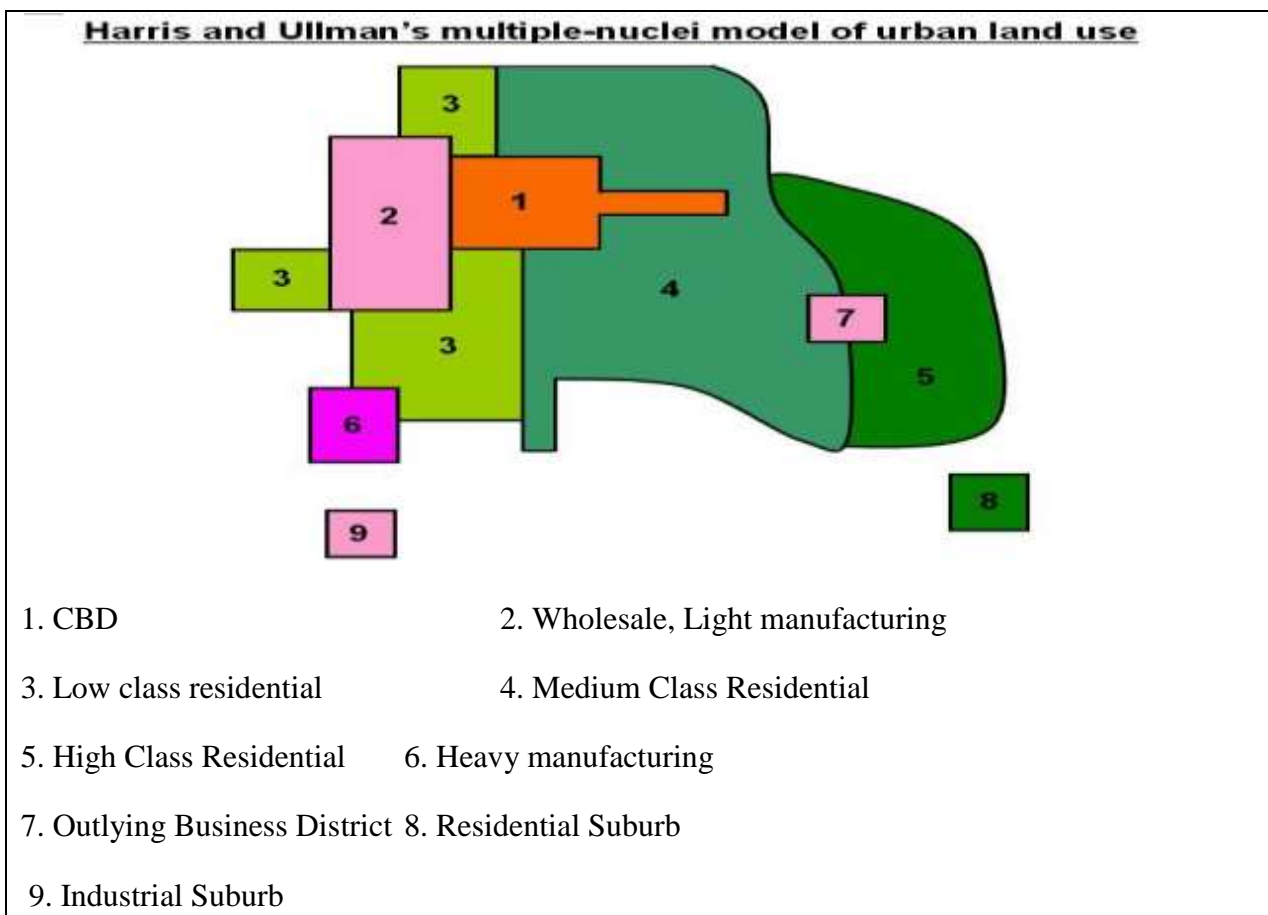 Harris and Ullman's multiple-nuclei model of urban land use
3
1
2
3
4
7
3
5
6
8
9
1. CBD 2. Wholesale, Light manufacturing
3. Low class residential 4. Medium Class Residential
5. High Class Residential 6. Heavy manufacturing
7. Outlying Business District 8. Residential Suburb
9. Industrial Suburb